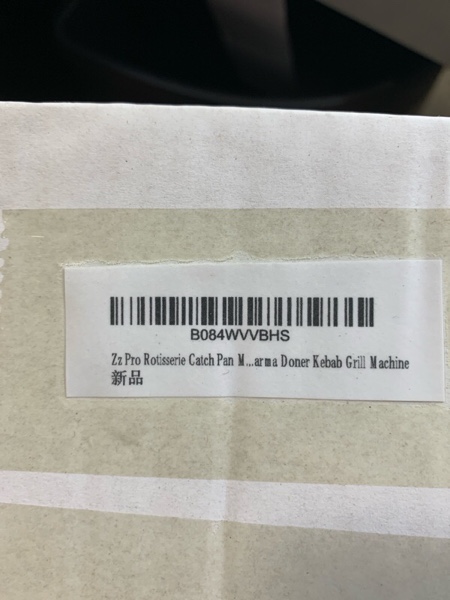 B084WVVBHS
Zz Pro Rotisserie Catch Pan M...arma Doner Kebab Grill Machine
新品